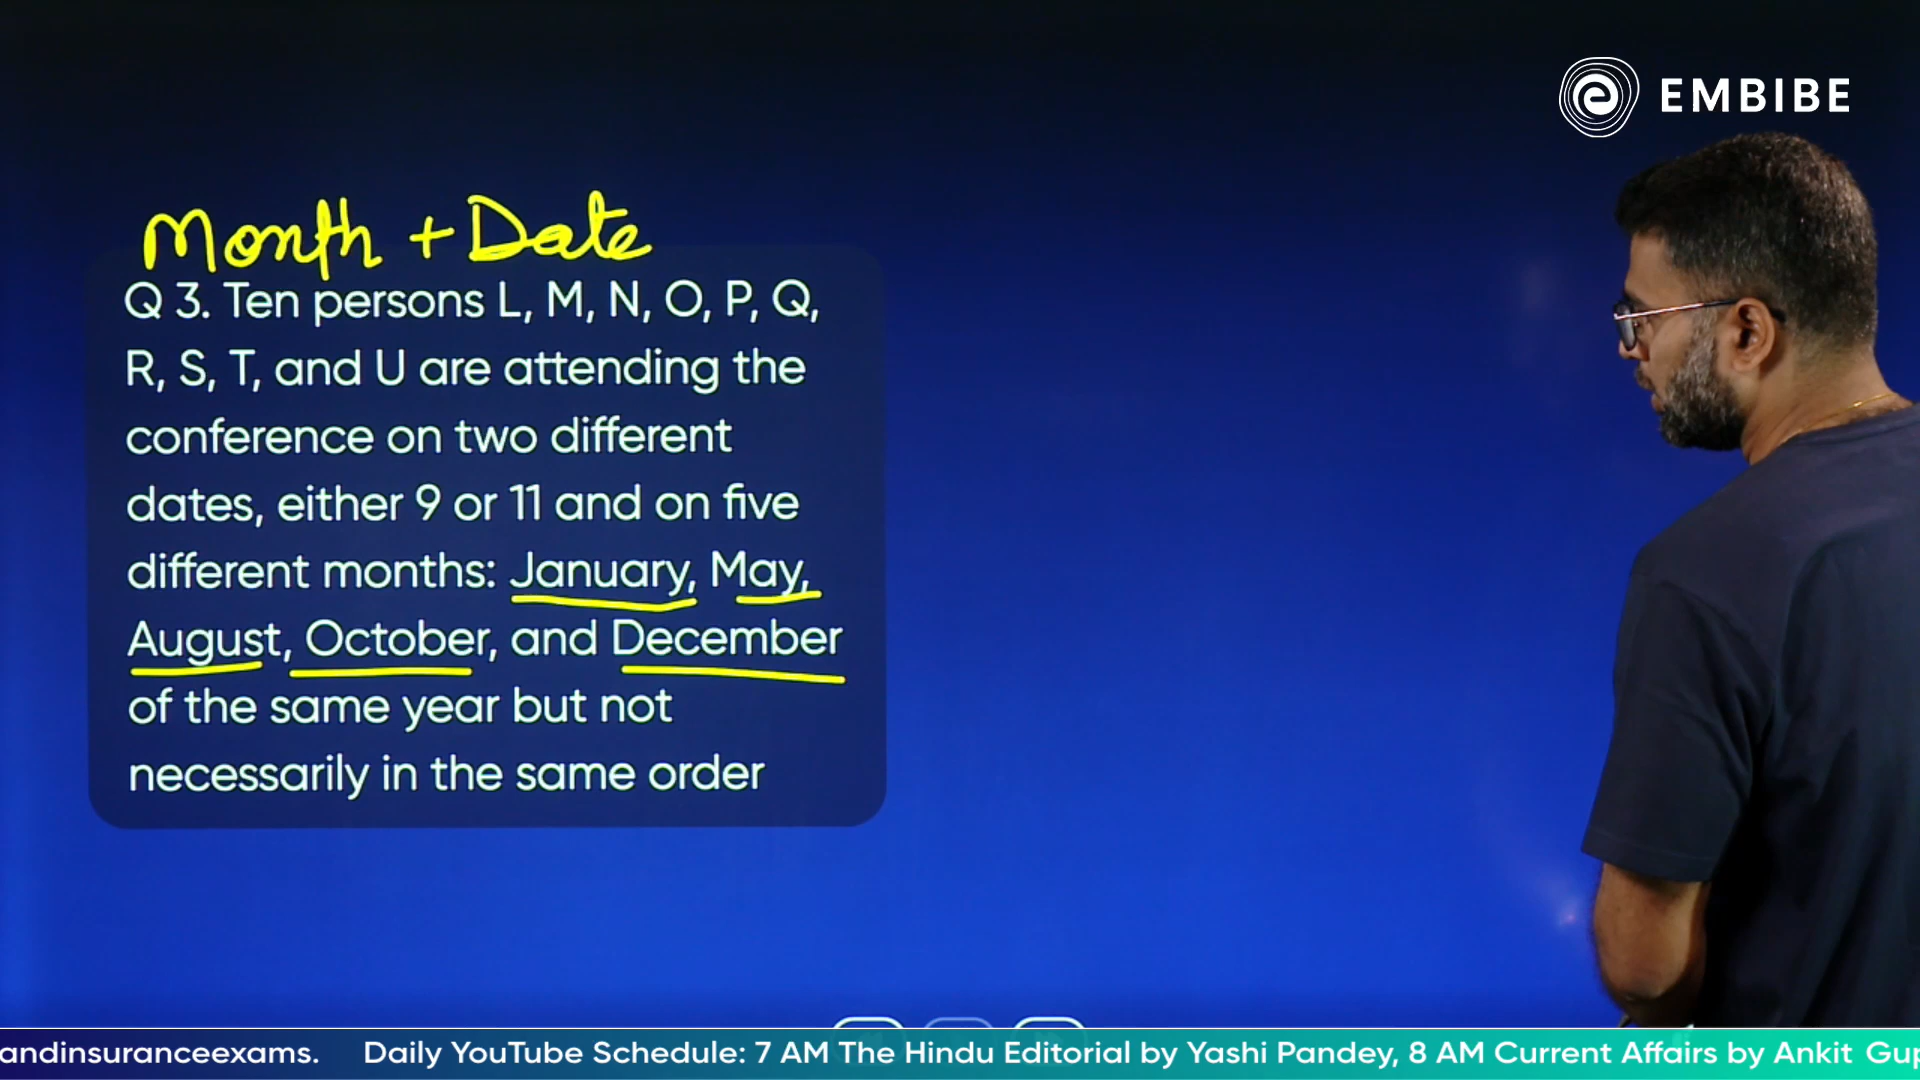 EMBIBE
Month + Date
Q 3. Ten persons L, M, N, O, P, Q,
R, S, T, and U are attending the
conference on two different
dates, either 9 or 11 and on five
different months: January, May,
August, October, and December
of the same year but not
necessarily in the same order
andinsuranceexams. Daily YouTube Schedule: 7 AM The Hindu Editorial by Yashi Pandey, 8 AM Current Affairs by Ankit Gup